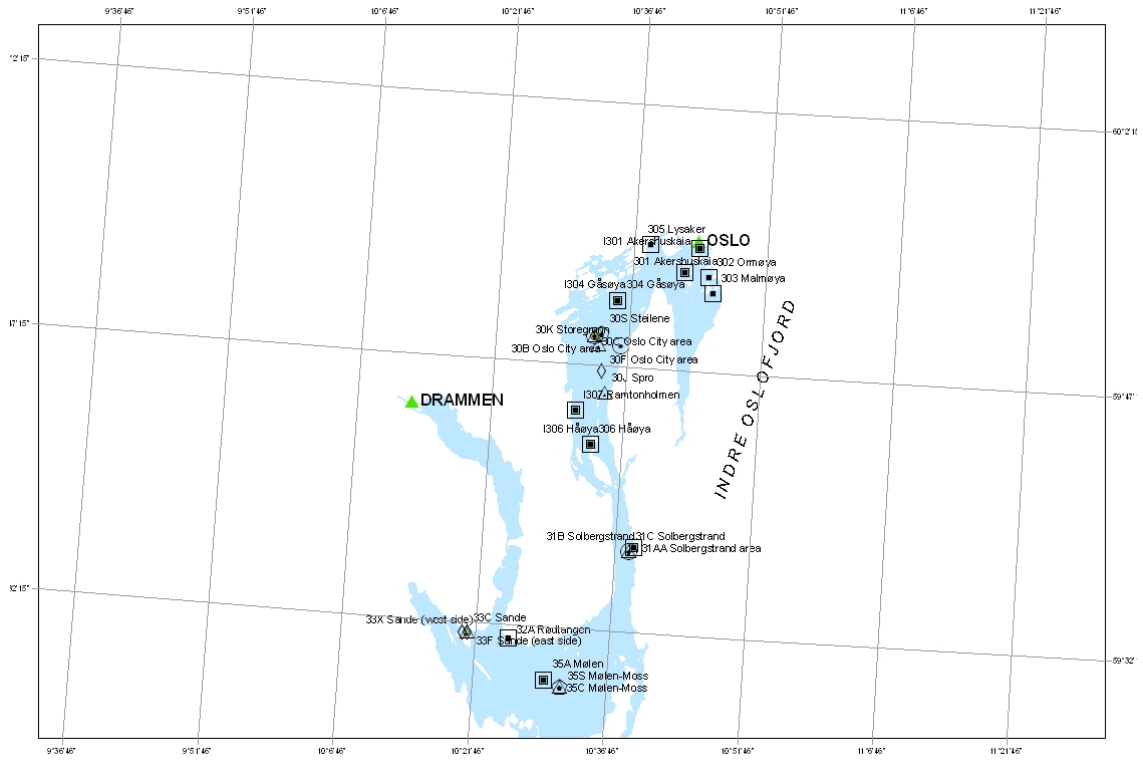 9°36'46"
9°51'46"
10°6'46"
10°21'46"
10°36'46"
10°51'46"
11°6'46"
11°21'46"
60°2'15
305 Lysaker
I301 Akershuskaia
OSLO
301 Akershuskaia
302 Ormøya
I304 Gåsøya
304 Gåsøya
303 Malmøya
30S Steilene
30K Storegrunn
30C Oslo City area
30B Oslo City area
30F Oslo City area
30J Spro
I307 Ramtonholmen
DRAMMEN
59°47'1
I306 Håøya
306 Håøya
INDRE OSLOFJORD
31B Solbergstrand
31C Solbergstrand
31AA Solbergstrand area
33X Sande (west side)
33C Sande
32A Rødtangen
33F Sande (east side)
35A Mølen
59°32'
35S Mølen-Moss
35C Mølen-Moss
9°36'46"
9°51'46"
10°6'46"
10°21'46"
10°36'46"
10°51'46"
11°6'46"
11°21'46"